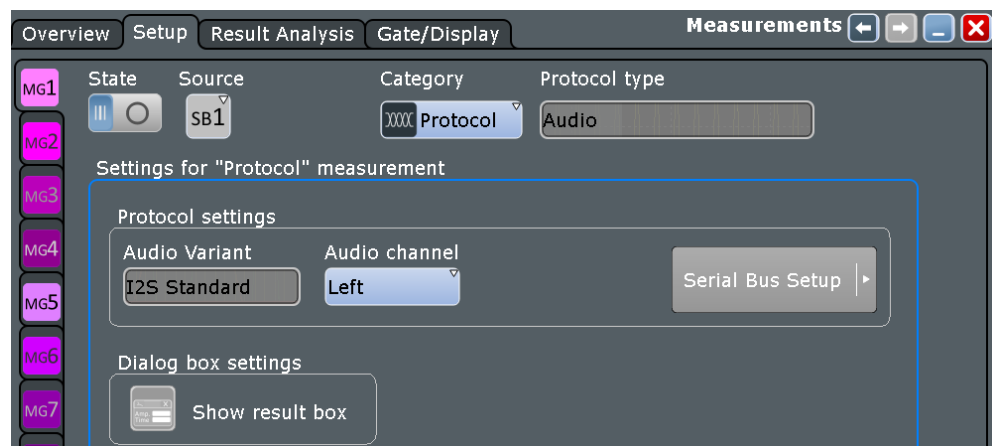 Overview Setup Result Analysis Gate/Display Measurements
MG1 State Source Category Protocol type
SB1 Protocol Audio
MG2
Settings for "Protocol" measurement
MG3
Protocol settings
MG4 Audio Variant Audio channel
I2S Standard Left Serial Bus Setup
MG5
MG6 Dialog box settings
MG7 Show result box